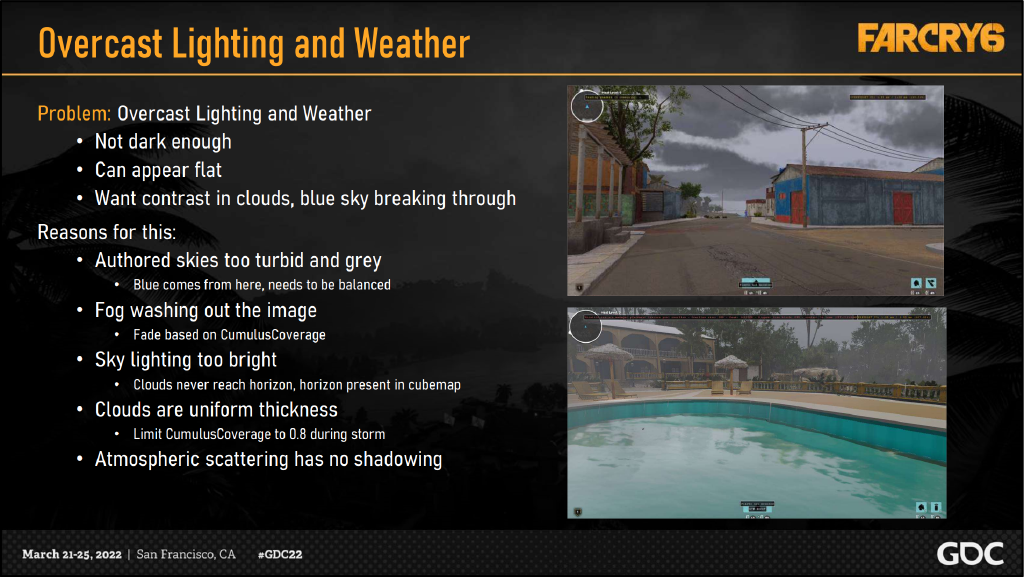 Overcast Lighting and Weather
FARCRY6
Problem: Overcast Lighting and Weather
• Not dark enough
• Can appear flat
• Want contrast in clouds, blue sky breaking through
Reasons for this:
• Authored skies too turbid and grey
• Blue comes from here, needs to be balanced
• Fog washing out the image
• Fade based on CumulusCoverage
• Sky lighting too bright
• Clouds never reach horizon, horizon present in cubemap
• Clouds are uniform thickness
• Limit CumulusCoverage to 0.8 during storm
• Atmospheric scattering has no shadowing
March 21-25, 2022 | San Francisco, CA #GDC22
GDC